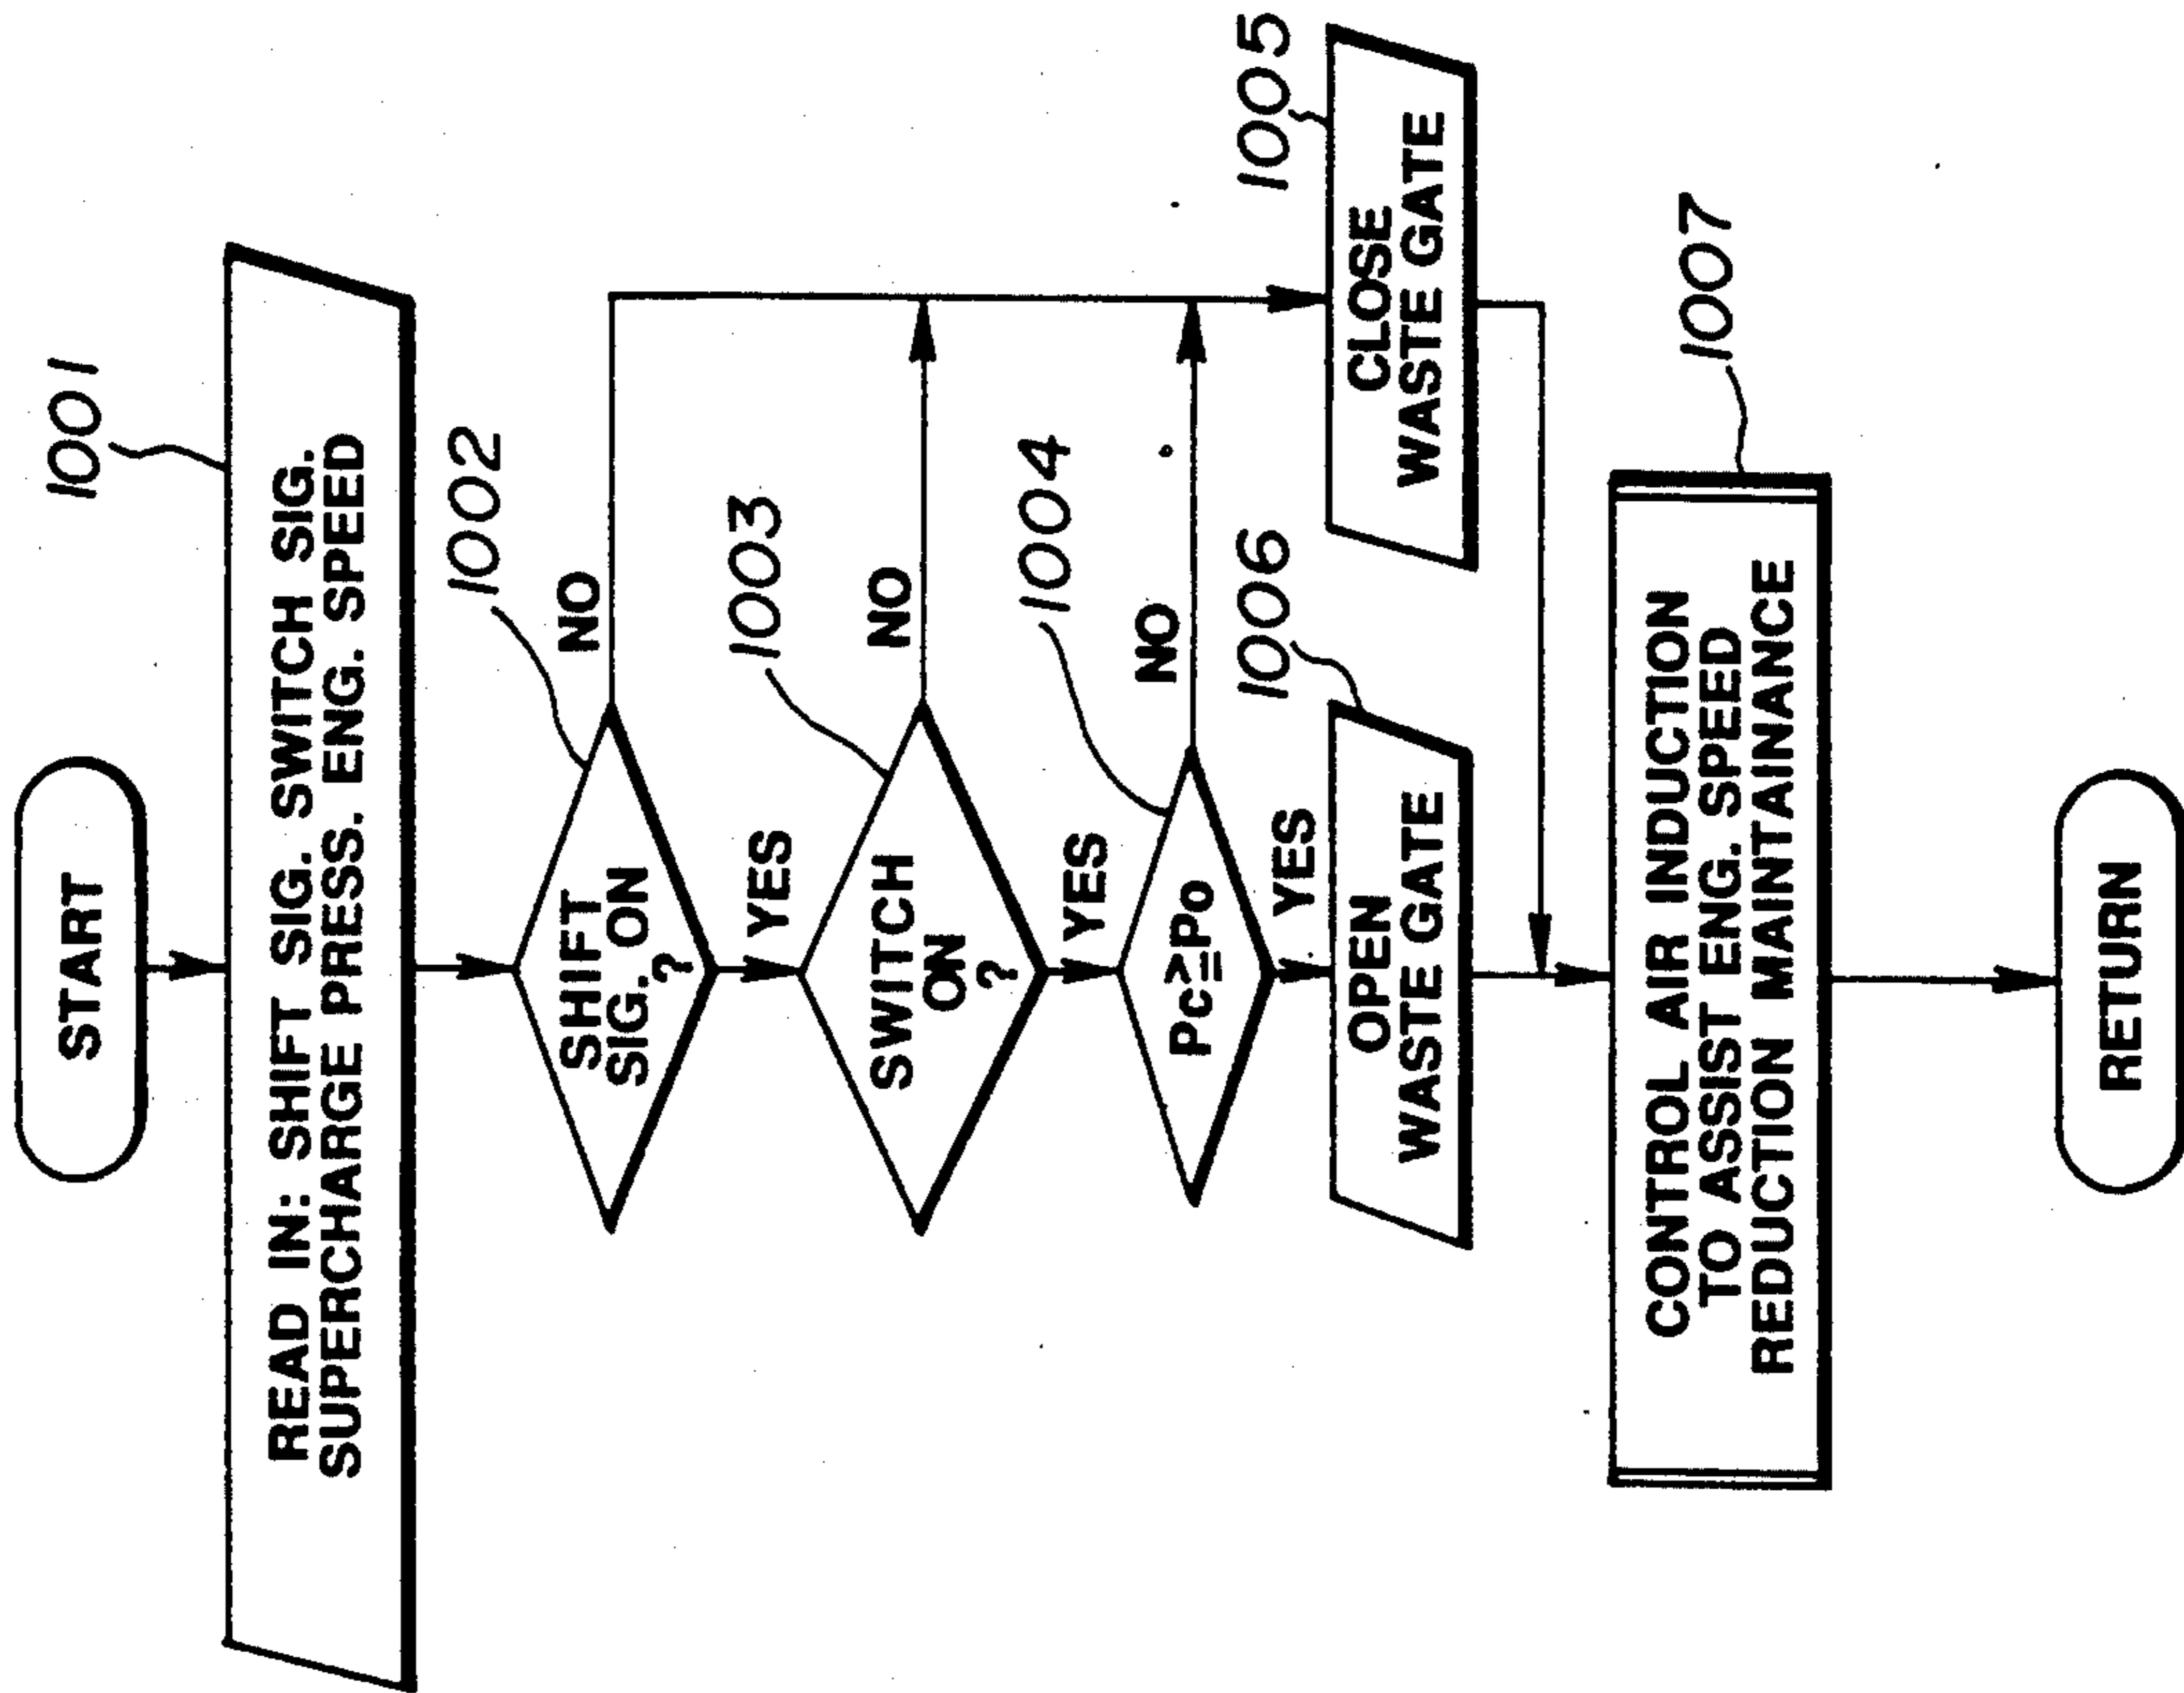 START
1001
READ IN: SHIFT SIG. SWITCH SIG.
SUPERCHARGE PRESS. ENG. SPEED
1002
SHIFT
SIG. ON
?
NO
YES
1003
SWITCH
ON
?
NO
YES
1004
Pc≧Po
NO
YES
1005
CLOSE
WASTE GATE
1006
OPEN
WASTE GATE
1007
CONTROL AIR INDUCTION
TO ASSIST ENG. SPEED
REDUCTION MAINTAINANCE
RETURN